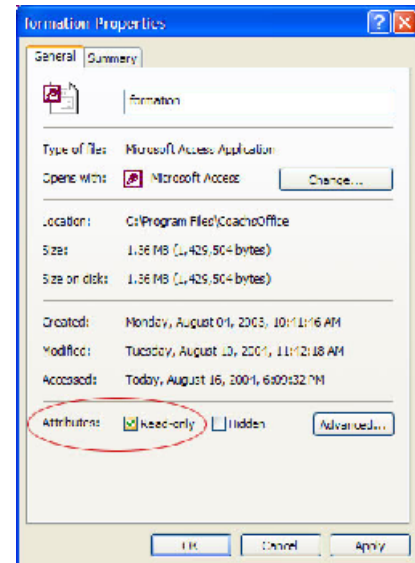 formation Properties
General Summary
formation
Type of file: Microsoft Access Application
Opens with: Microsoft Access Change...
Location: C:\Program Files\CoachsOffice
Size: 1.36 MB (1,429,504 bytes)
Size on disk: 1.36 MB (1,429,504 bytes)
Created: Monday, August 04, 2003, 10:41:46 AM
Modified: Tuesday, August 10, 2004, 11:42:18 AM
Accessed: Today, August 16, 2004, 6:09:32 PM
Attributes: Read-only Hidden Advanced...
OK Cancel Apply